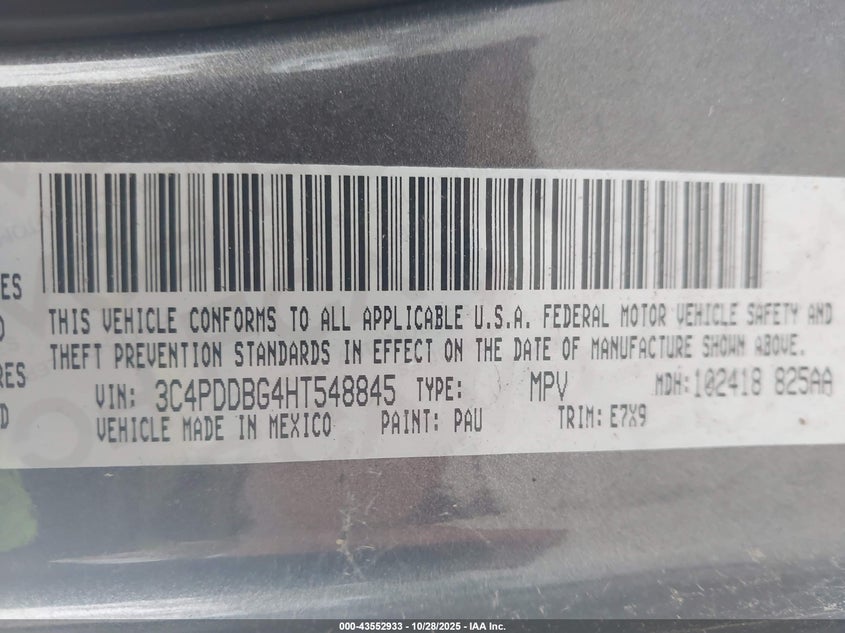 ES
THIS VEHICLE CONFORMS TO ALL APPLICABLE U.S.A. FEDERAL MOTOR VEHICLE SAFETY AND
THEFT PREVENTION STANDARDS IN EFFECT ON THE DATE OF MANUFACTURE SHOWN ABOVE.
RES
VIN: 3C4PDDBG4HT548845 TYPE: MPV MDH: 102418 825AA
D
VEHICLE MADE IN MEXICO PAINT: PAU TRIM: E7X9
000-43552933 - 10/28/2025 - IAA Inc.